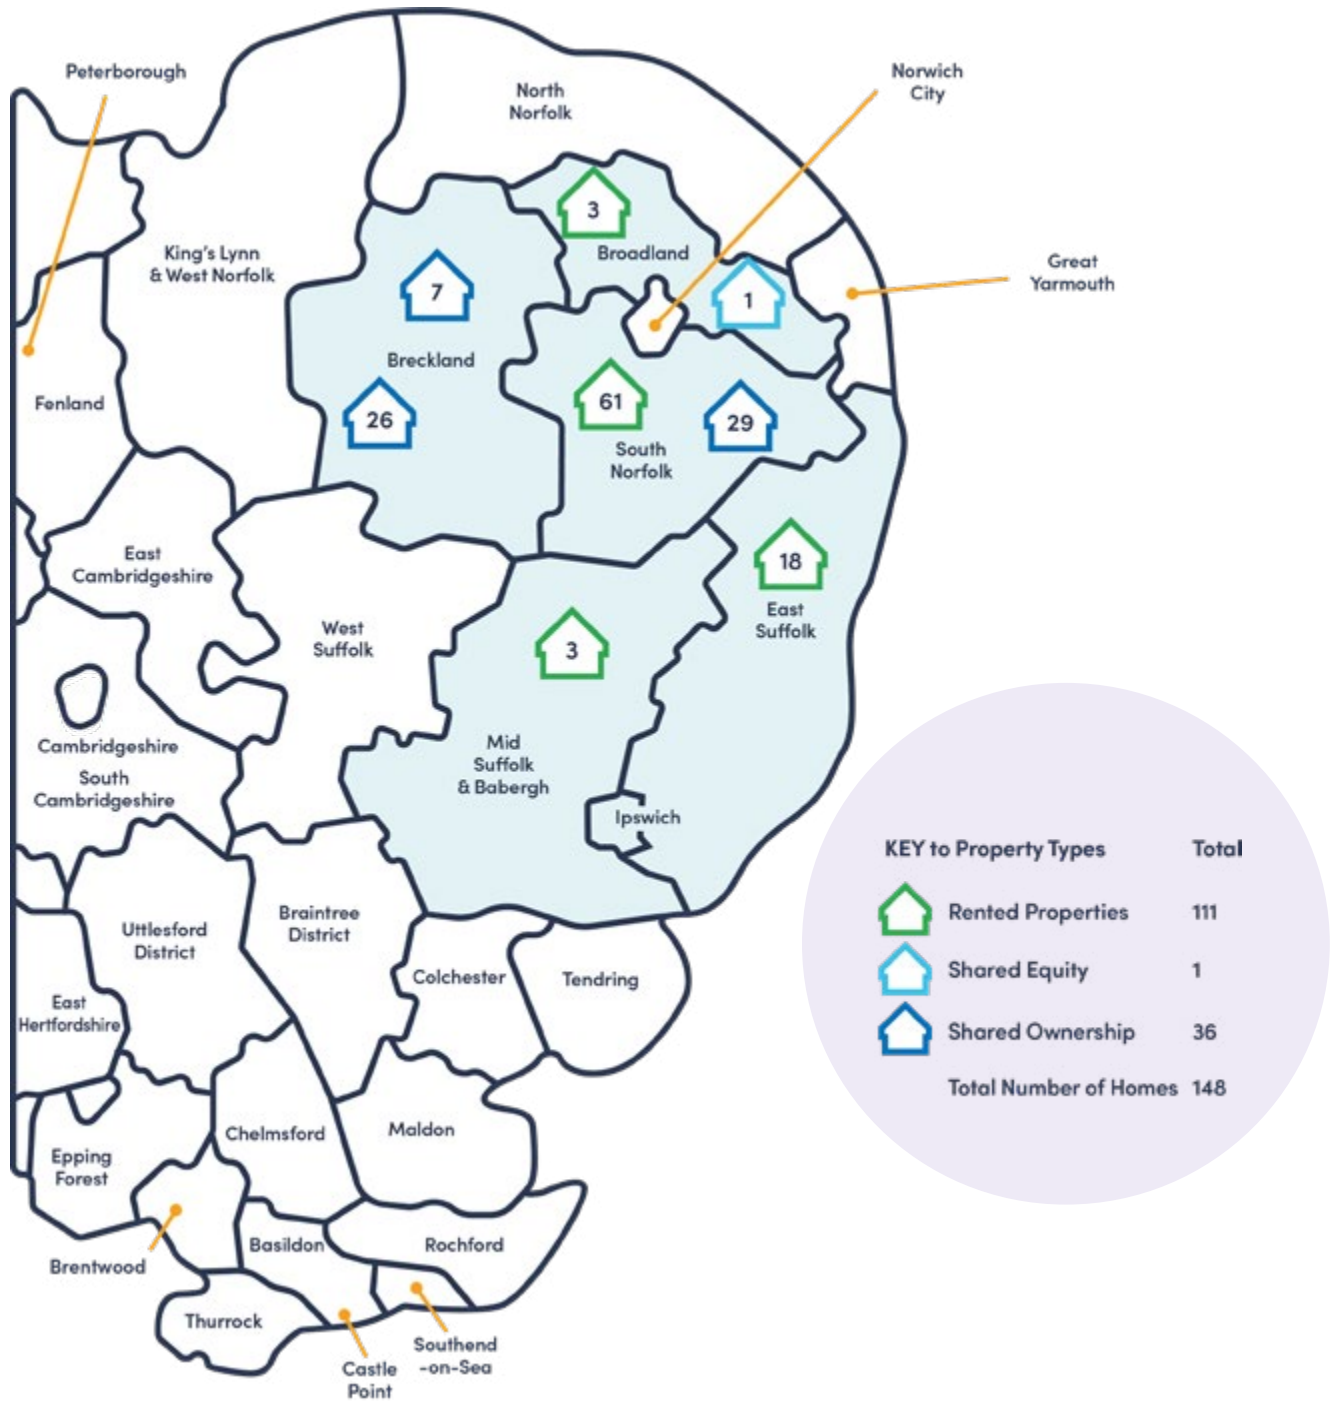 Peterborough
Norwich
City
North
Norfolk
3
Broadland
King's Lynn
& West Norfolk
Great
Yarmouth
7
1
Breckland
Fenland
26
61
29
South
Norfolk
East
Cambridgeshire
18
East
Suffolk
West
Suffolk
3
Cambridgeshire
South
Cambridgeshire
Mid
Suffolk
& Babergh
Ipswich
KEY to Property Types Total
Rented Properties 111
Shared Equity 1
Shared Ownership 36
Total Number of Homes 148
Uttlesford
District
Braintree
District
Colchester
Tendring
East
Hertfordshire
Chelmsford
Maldon
Epping
Forest
Brentwood
Basildon
Rochford
Thurrock
Southend
-on-Sea
Castle
Point